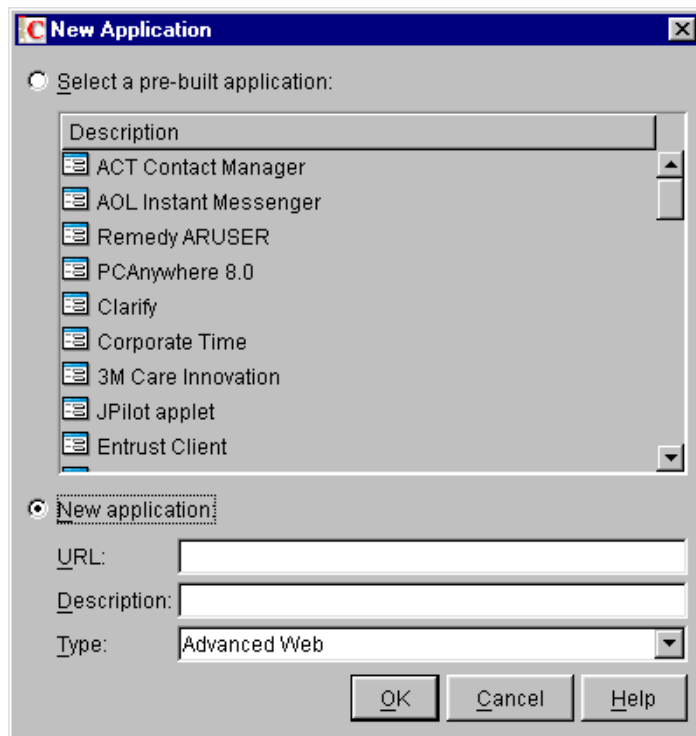 C New Application
Select a pre-built application:
Description
ACT Contact Manager
AOL Instant Messenger
Remedy ARUSER
PCAnywhere 8.0
Clarify
Corporate Time
3M Care Innovation
JPilot applet
Entrust Client
New application:
URL:
Description:
Type: Advanced Web
OK Cancel Help